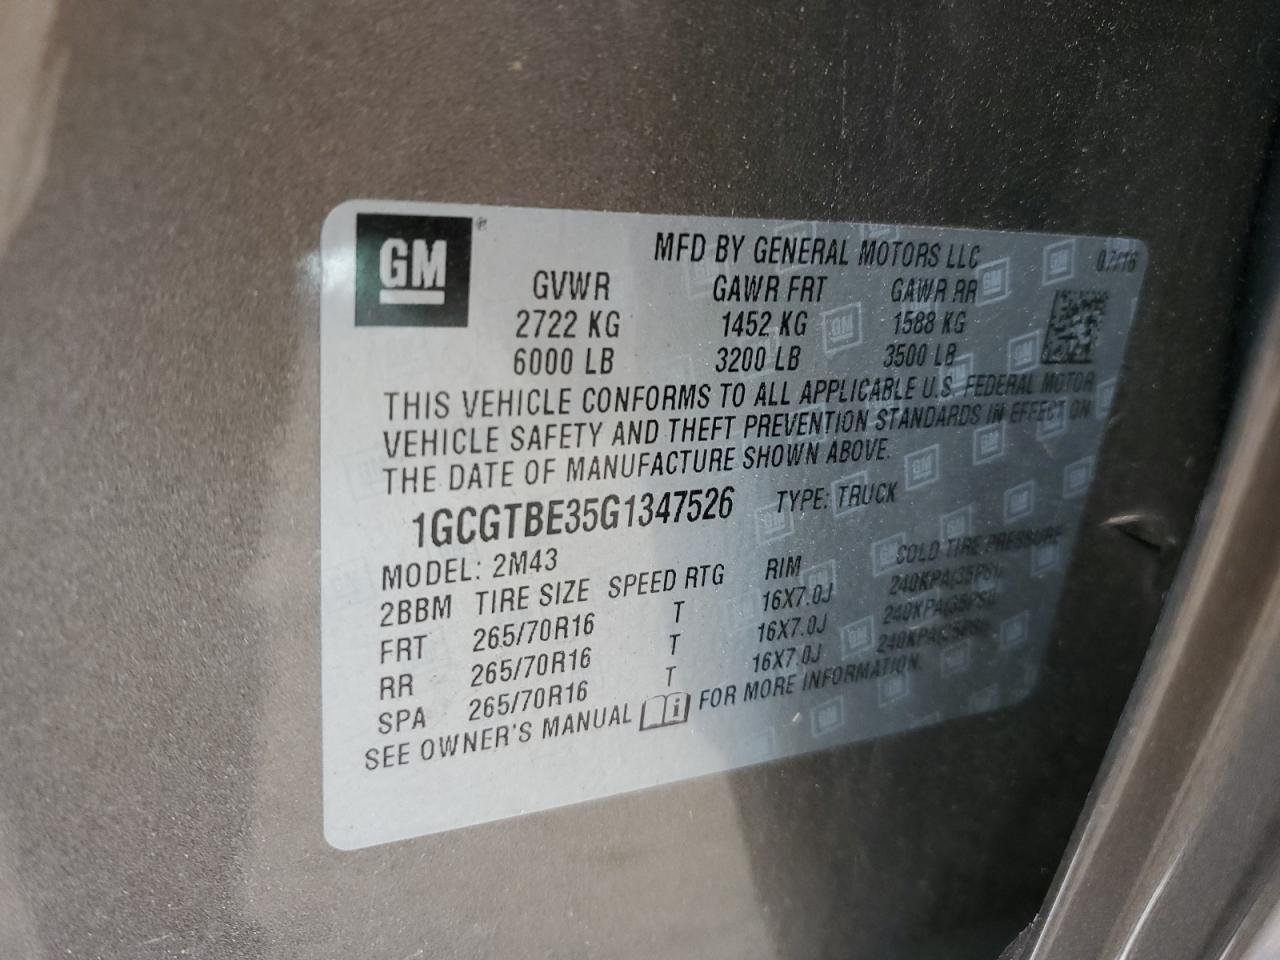 GM ®
MFD BY GENERAL MOTORS LLC 07/16
GVWR GAWR FRT GAWR RR
2722 KG 1452 KG 1588 KG
6000 LB 3200 LB 3500 LB
THIS VEHICLE CONFORMS TO ALL APPLICABLE U.S. FEDERAL MOTOR
VEHICLE SAFETY AND THEFT PREVENTION STANDARDS IN EFFECT ON
THE DATE OF MANUFACTURE SHOWN ABOVE.
1GCGTBE35G1347526 TYPE: TRUCK
MODEL: 2M43
2BBM TIRE SIZE SPEED RTG RIM COLD TIRE PRESSURE
FRT 265/70R16 T 16X7.0J 240KPA(35PSI)
RR 265/70R16 T 16X7.0J 240KPA(35PSI)
SPA 265/70R16 T 16X7.0J 240KPA(35PSI)
SEE OWNER'S MANUAL i FOR MORE INFORMATION.